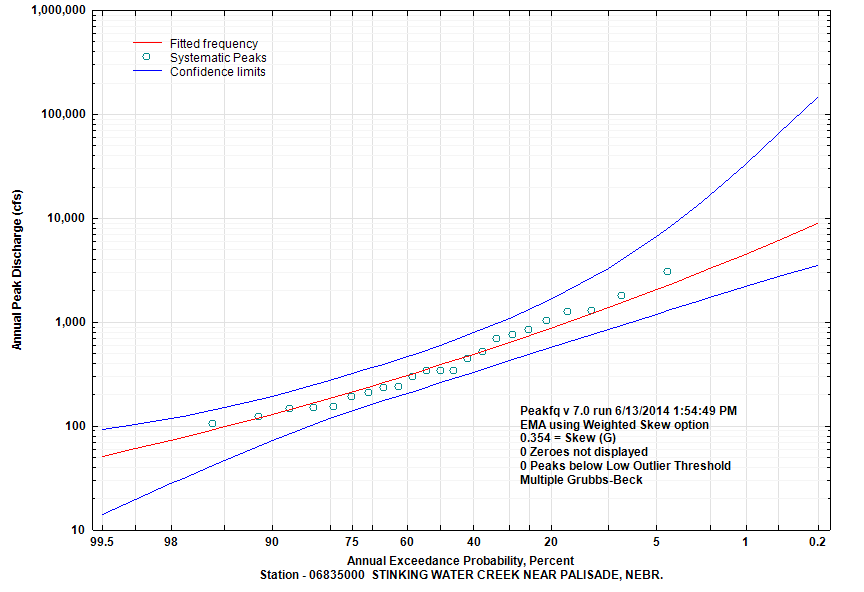 1,000,000
100,000
10,000
1,000
100
10
Annual Peak Discharge (cfs)
Fitted frequency
Systematic Peaks
Confidence limits
Peakfq v 7.0 run 6/13/2014 1:54:49 PM
EMA using Weighted Skew option
0.354 = Skew (G)
0 Zeroes not displayed
0 Peaks below Low Outlier Threshold
Multiple Grubbs-Beck
99.5 98 90 75 60 40 20 5 1 0.2
Annual Exceedance Probability, Percent
Station - 06835000 STINKING WATER CREEK NEAR PALISADE, NEBR.